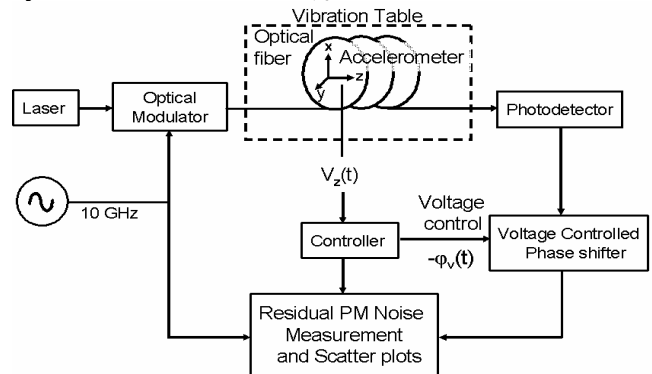 Vibration Table
Optical
fiber
Accelerometer
x
y
z
Laser
Optical
Modulator
Photodetector
V_z(t)
10 GHz
Voltage
control
Controller
-φ_v(t)
Voltage Controlled
Phase shifter
Residual PM Noise
Measurement
and Scatter plots